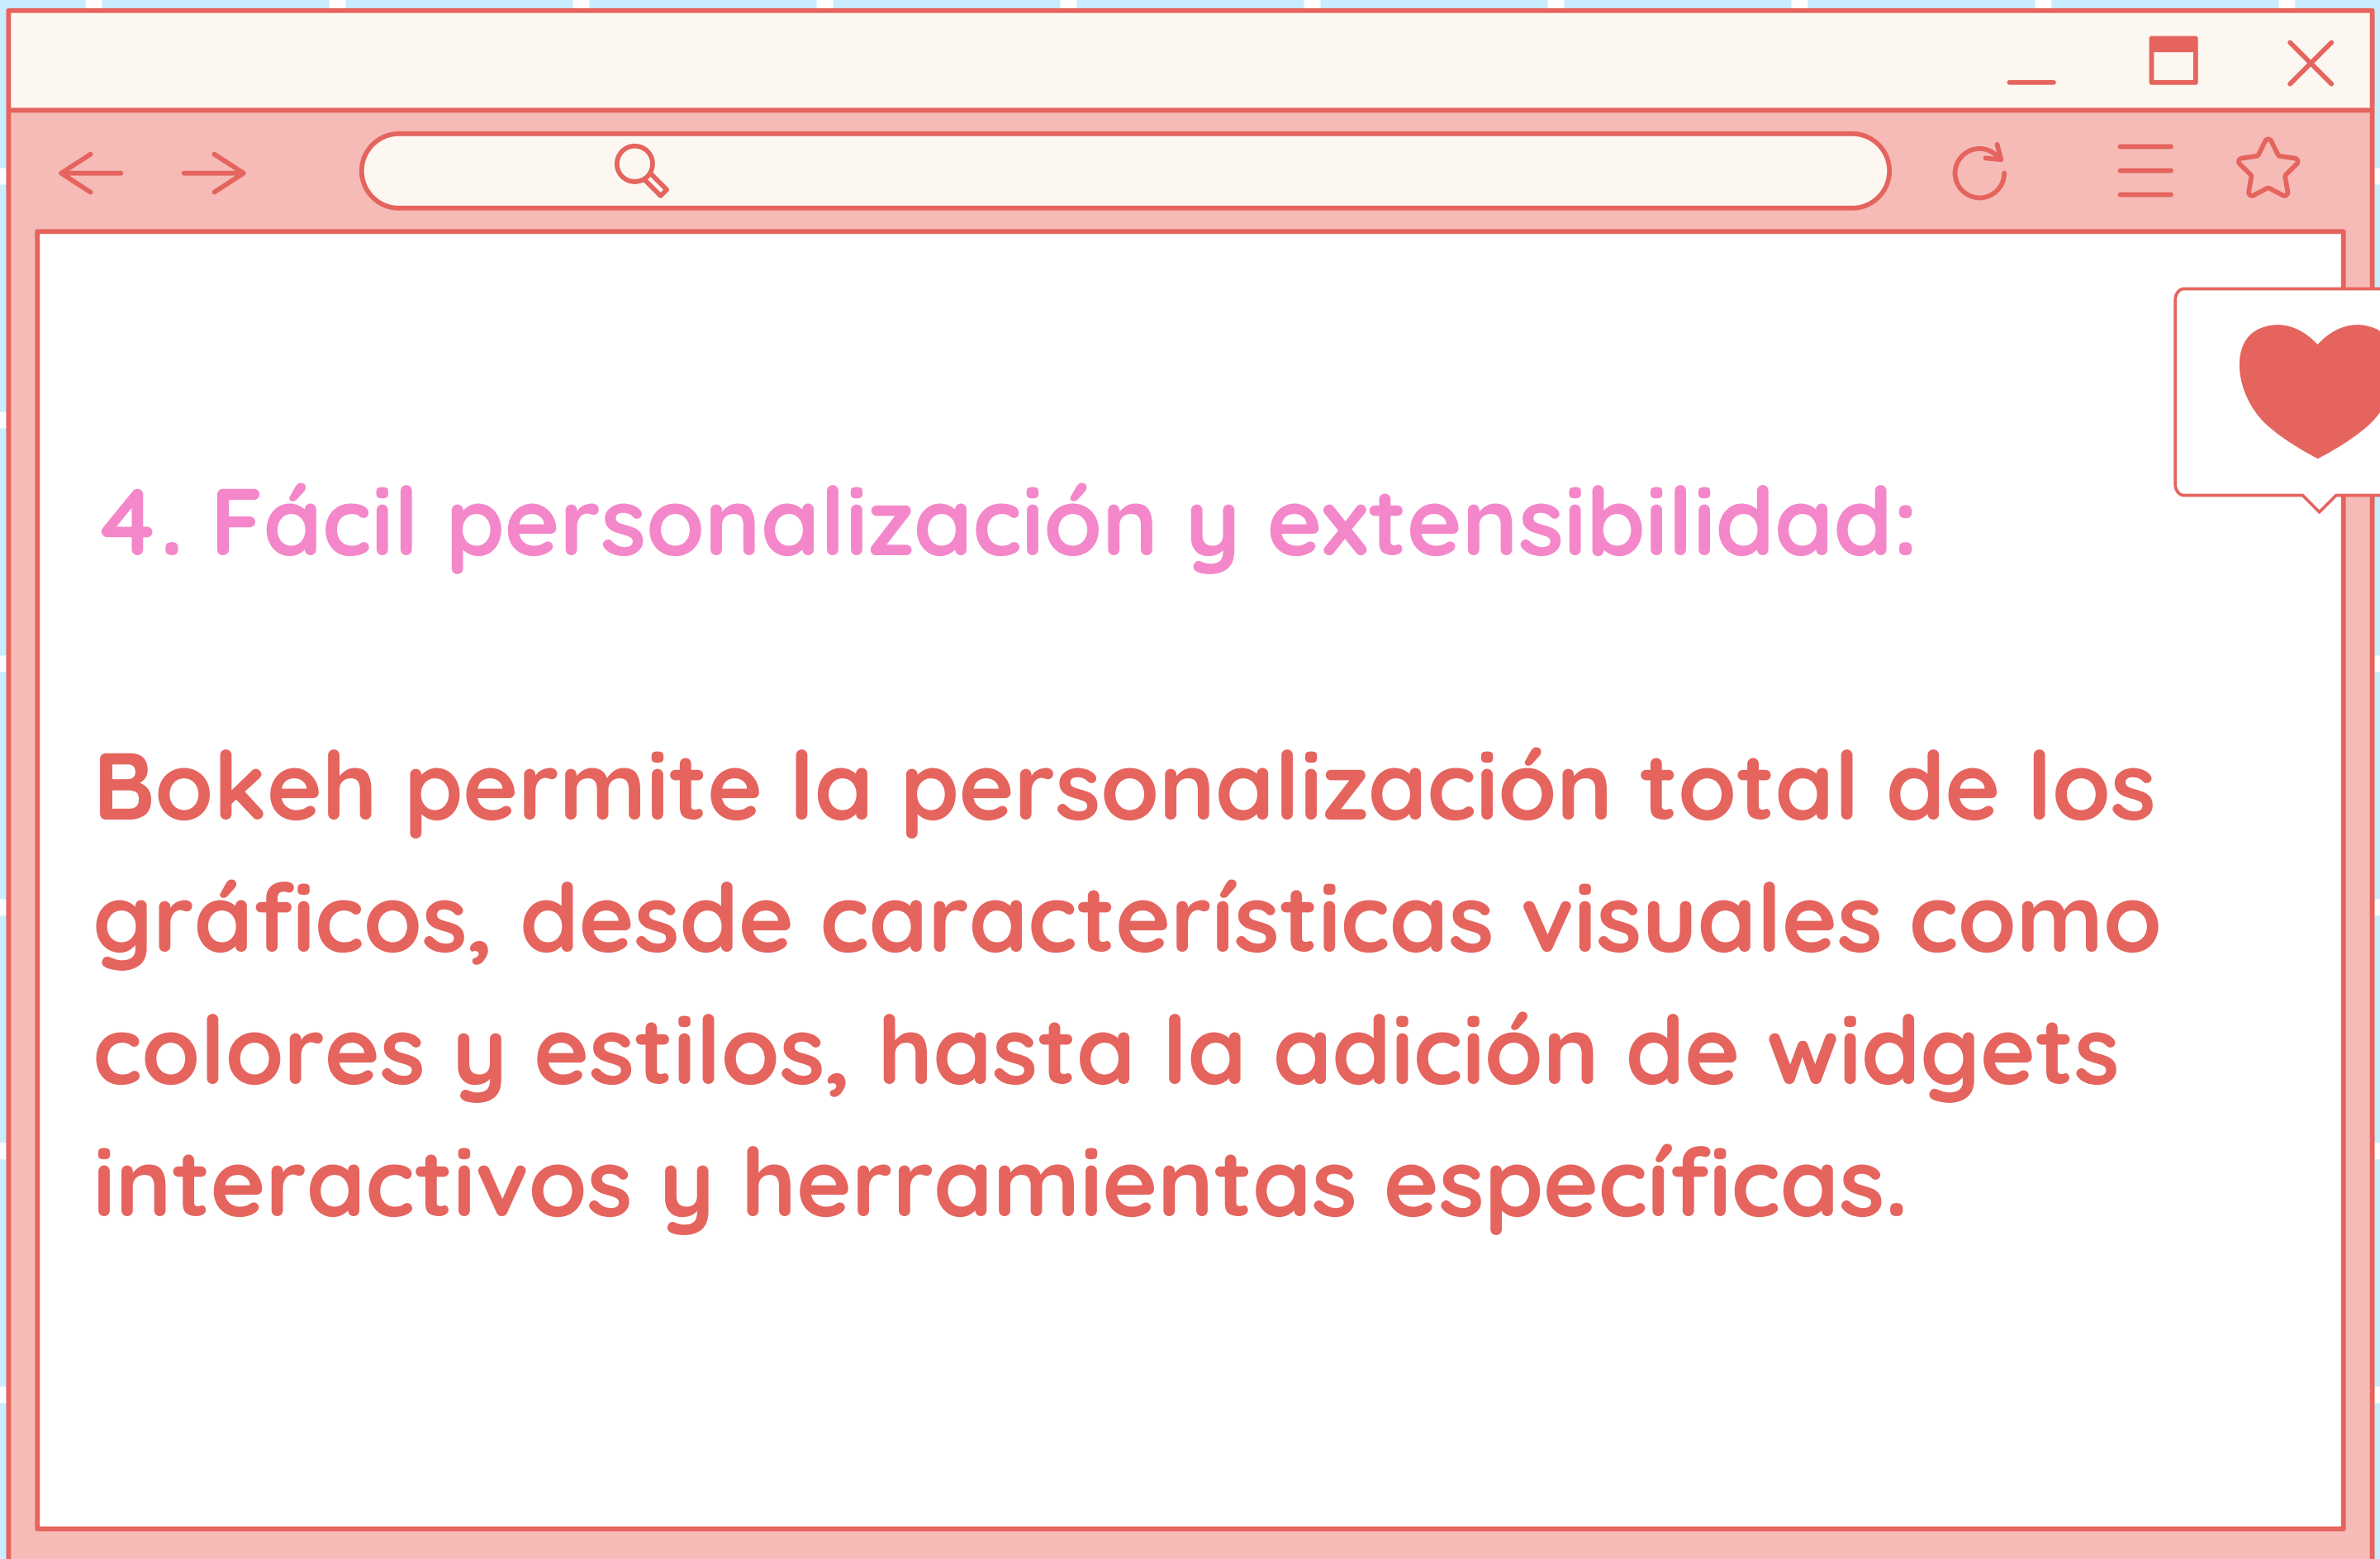 4. Fácil personalización y extensibilidad:
Bokeh permite la personalización total de los
gráficos, desde características visuales como
colores y estilos, hasta la adición de widgets
interactivos y herramientas específicas.